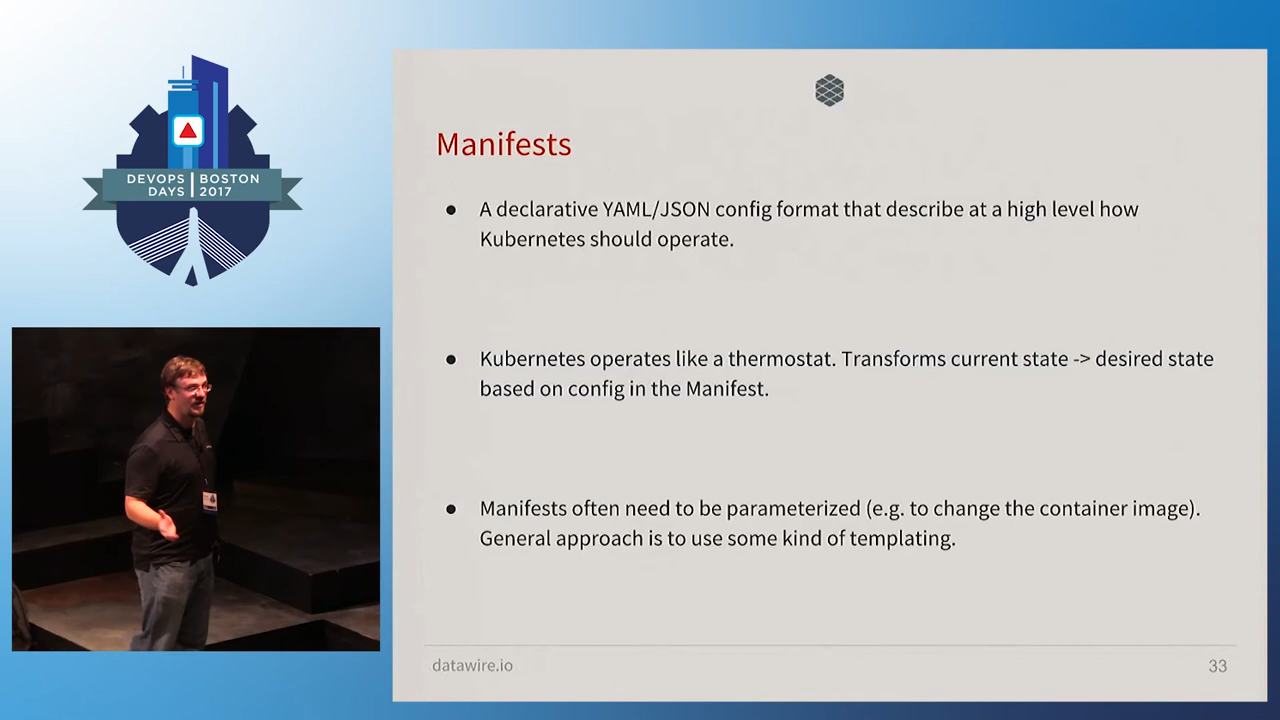 DEVOPS DAYS | BOSTON 2017
Manifests
● A declarative YAML/JSON config format that describe at a high level how
Kubernetes should operate.
● Kubernetes operates like a thermostat. Transforms current state -> desired state
based on config in the Manifest.
● Manifests often need to be parameterized (e.g. to change the container image).
General approach is to use some kind of templating.
datawire.io
33